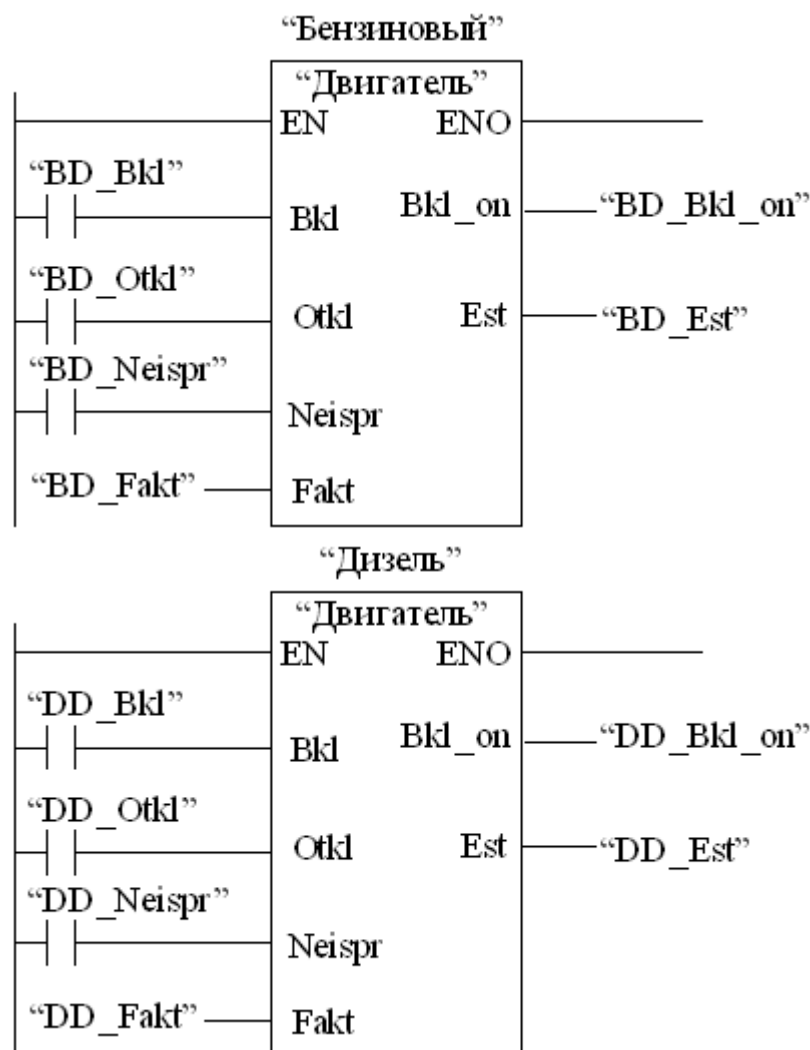 “Бензиновый”
“Двигатель”
EN ENO
“BD_Bkl”
Bkl Bkl_on “BD_Bkl_on”
“BD_Otkl”
Otkl Est “BD_Est”
“BD_Neispr”
Neispr
“BD_Fakt” Fakt
“Дизель”
“Двигатель”
EN ENO
“DD_Bkl”
Bkl Bkl_on “DD_Bkl_on”
“DD_Otkl”
Otkl Est “DD_Est”
“DD_Neispr”
Neispr
“DD_Fakt” Fakt